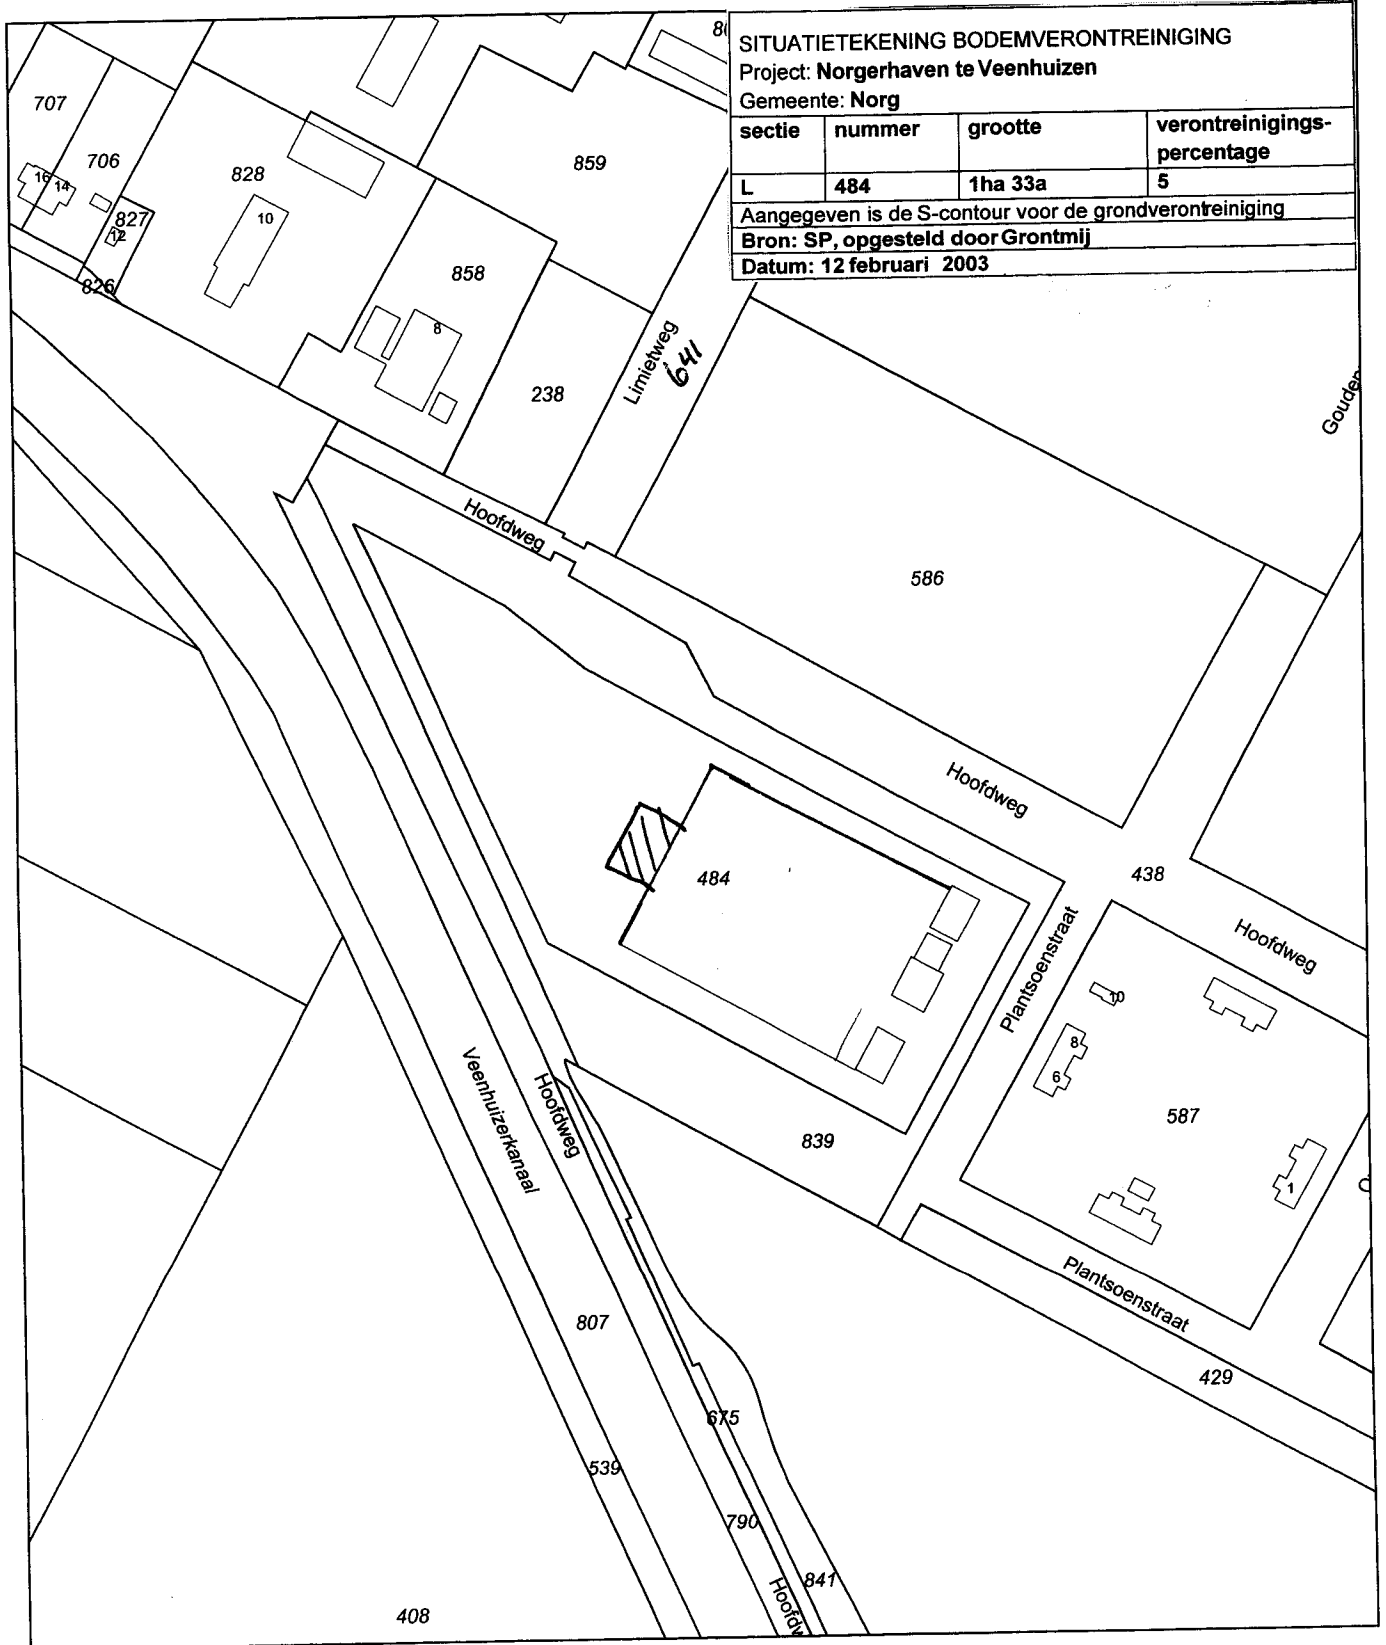 SITUATIETEKENING BODEMVERONTREINIGING
Project: Norgerhaven te Veenhuizen
Gemeente: Norg
sectie nummer grootte verontreinigings-
percentage
L 484 1ha 33a 5
Aangegeven is de S-contour voor de grondverontreiniging
Bron: SP, opgesteld door Grontmij
Datum: 12 februari 2003
707
706
16
14
827
12
826
828
10
859
858
8
238
Limietweg
641
Hoofdweg
586
Hoofdweg
484
438
Hoofdweg
Plantsoenstraat
10
8
6
587
1
839
Veenhuizerkanaal
Hoofdweg
Plantsoenstraat
429
807
675
539
790
841
408